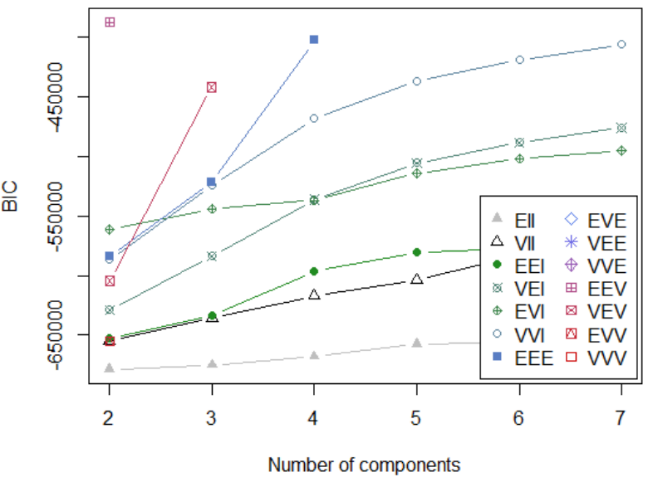 BIC
-450000
-550000
-650000
2 3 4 5 6 7
Number of components
EII EVE
VII VEE
EEI VVE
VEI EEV
EVI VEV
VVI EVV
EEE VVV